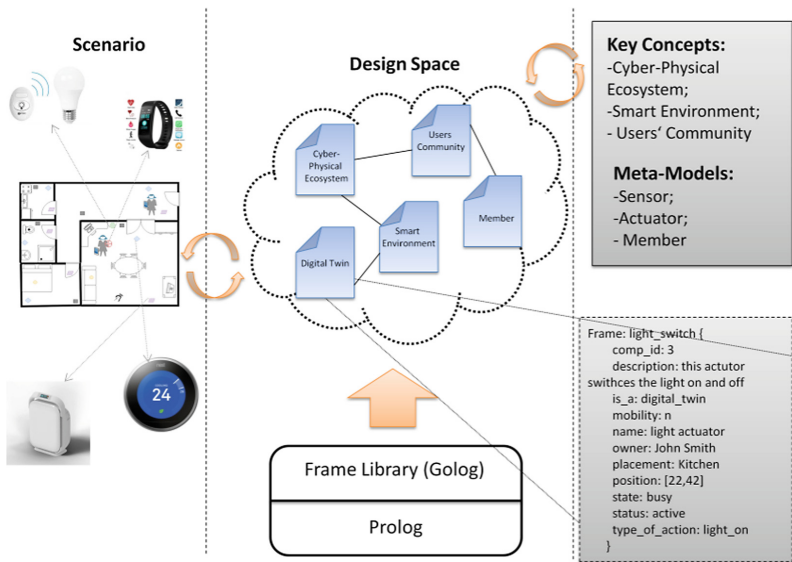 Scenario
Design Space
Cyber-
Physical
Ecosystem
Users
Community
Smart
Environment
Member
Digital Twin
24
Frame Library (Golog)
Prolog
Key Concepts:
-Cyber-Physical
Ecosystem;
-Smart Environment;
- Users‘ Community
Meta-Models:
-Sensor;
-Actuator;
- Member
Frame: light_switch {
comp_id: 3
description: this actutor
swithces the light on and off
is_a: digital_twin
mobility: n
name: light actuator
owner: John Smith
placement: Kitchen
position: [22,42]
state: busy
status: active
type_of_action: light_on
}